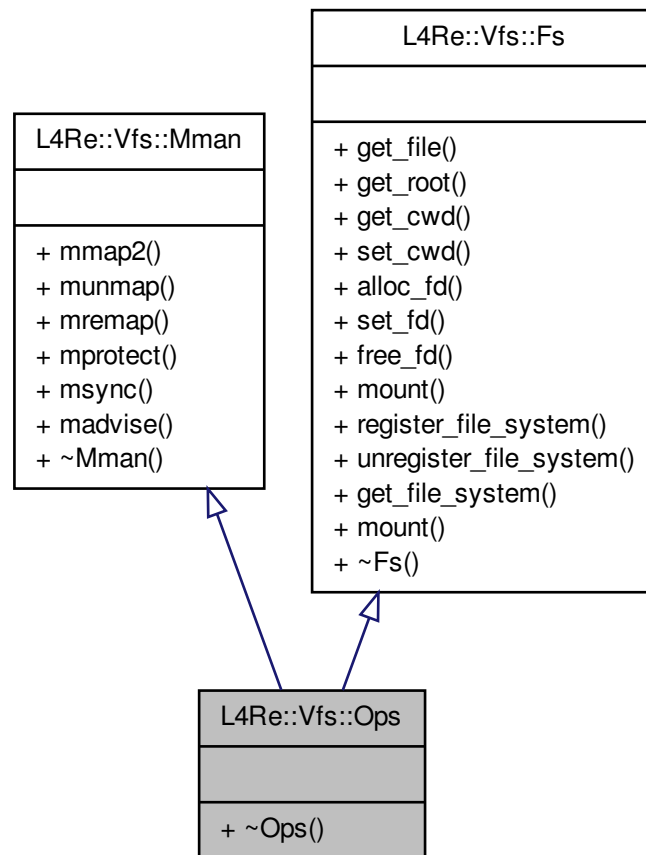 L4Re::Vfs::Fs
+ get_file()
+ get_root()
+ get_cwd()
+ set_cwd()
+ alloc_fd()
+ set_fd()
+ free_fd()
+ mount()
+ register_file_system()
+ unregister_file_system()
+ get_file_system()
+ mount()
+ ~Fs()
L4Re::Vfs::Mman
+ mmap2()
+ munmap()
+ mremap()
+ mprotect()
+ msync()
+ madvise()
+ ~Mman()
L4Re::Vfs::Ops
+ ~Ops()